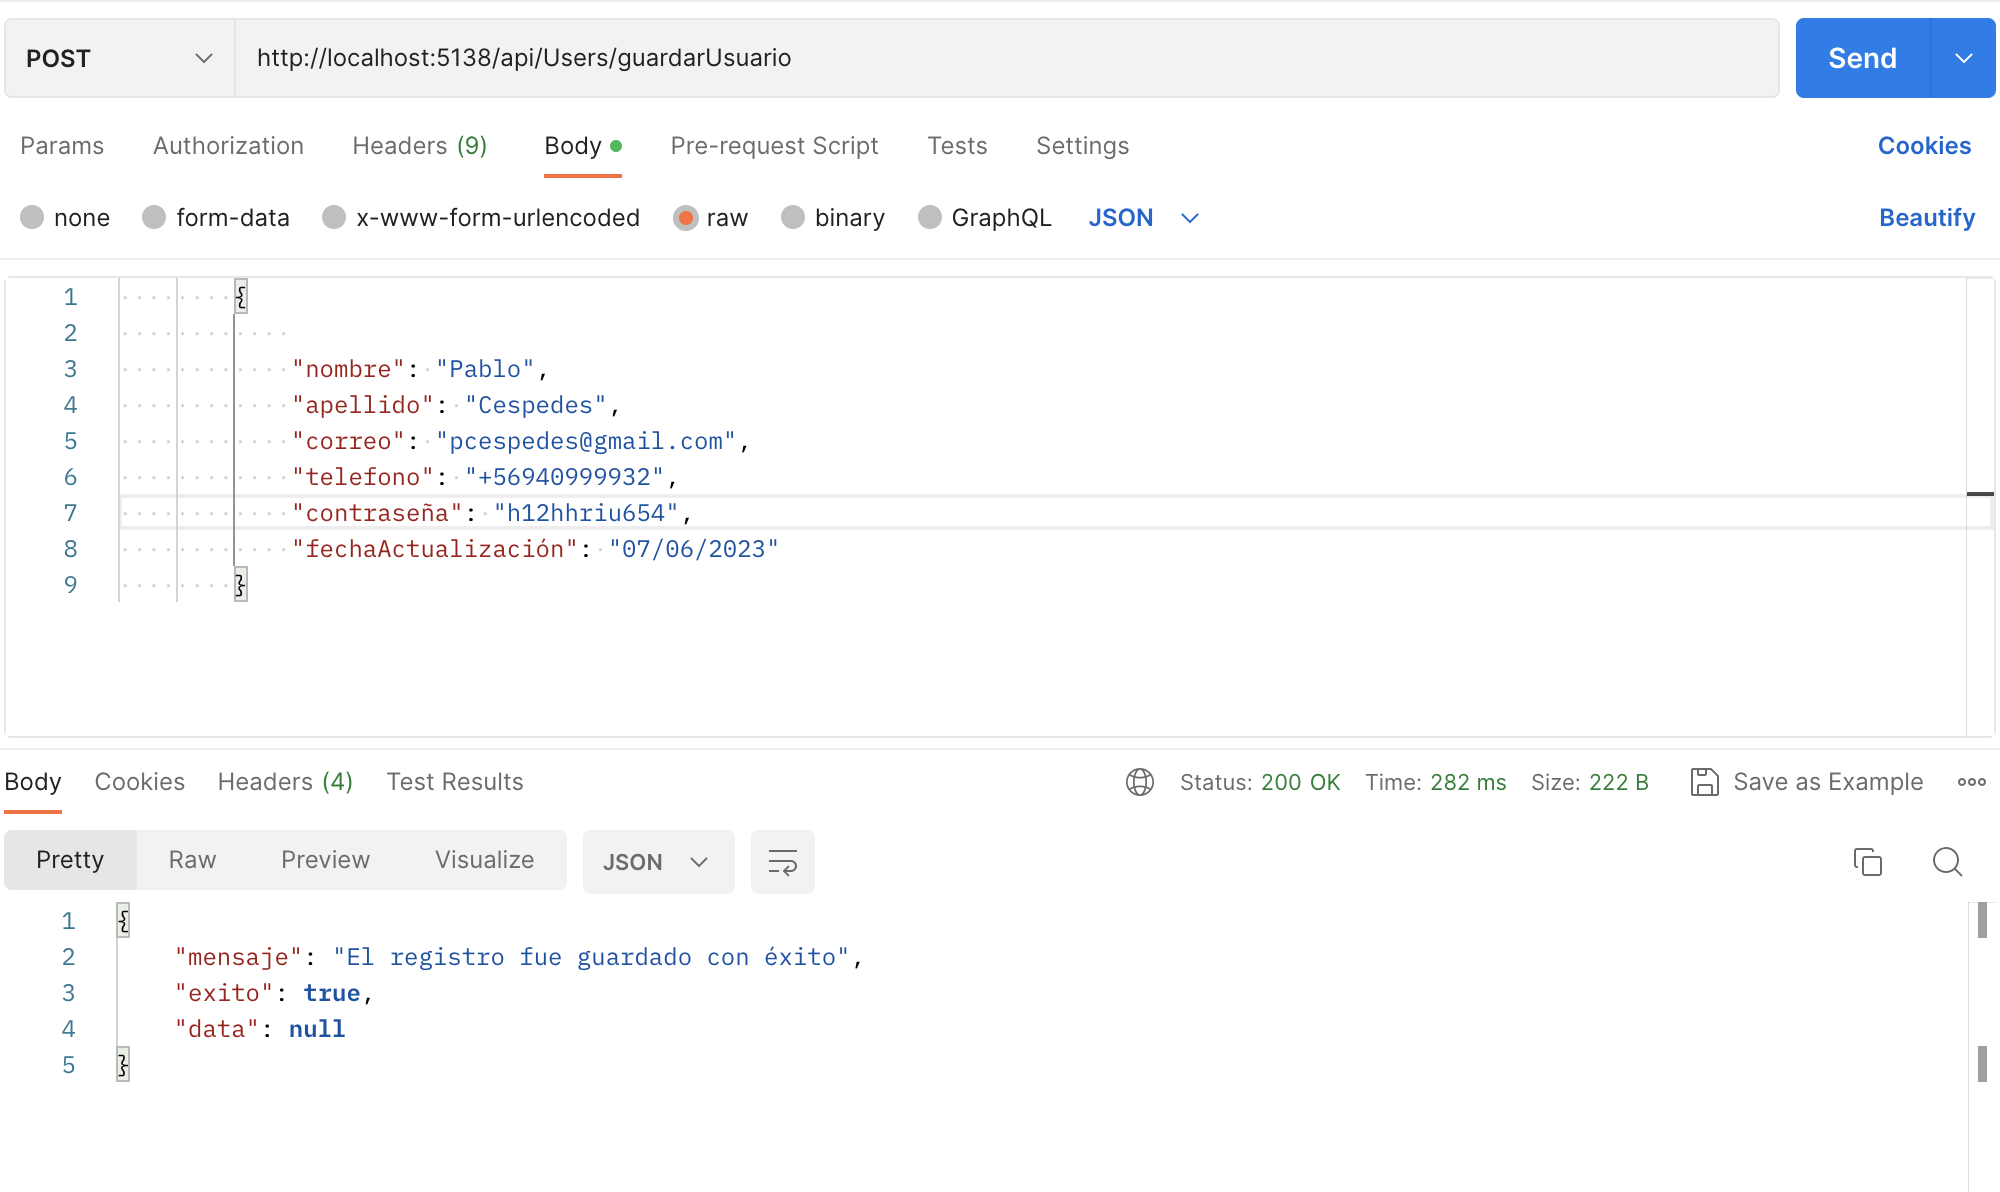 POST http://localhost:5138/api/Users/guardarUsuario Send
Params Authorization Headers (9) Body Pre-request Script Tests Settings Cookies
none form-data x-www-form-urlencoded raw binary GraphQL JSON Beautify
1 {
2
3 "nombre": "Pablo",
4 "apellido": "Cespedes",
5 "correo": "pcespedes@gmail.com",
6 "telefono": "+56940999932",
7 "contraseña": "h12hhriu654",
8 "fechaActualización": "07/06/2023"
9 }
Body Cookies Headers (4) Test Results Status: 200 OK Time: 282 ms Size: 222 B Save as Example
Pretty Raw Preview Visualize JSON
1 {
2 "mensaje": "El registro fue guardado con éxito",
3 "exito": true,
4 "data": null
5 }